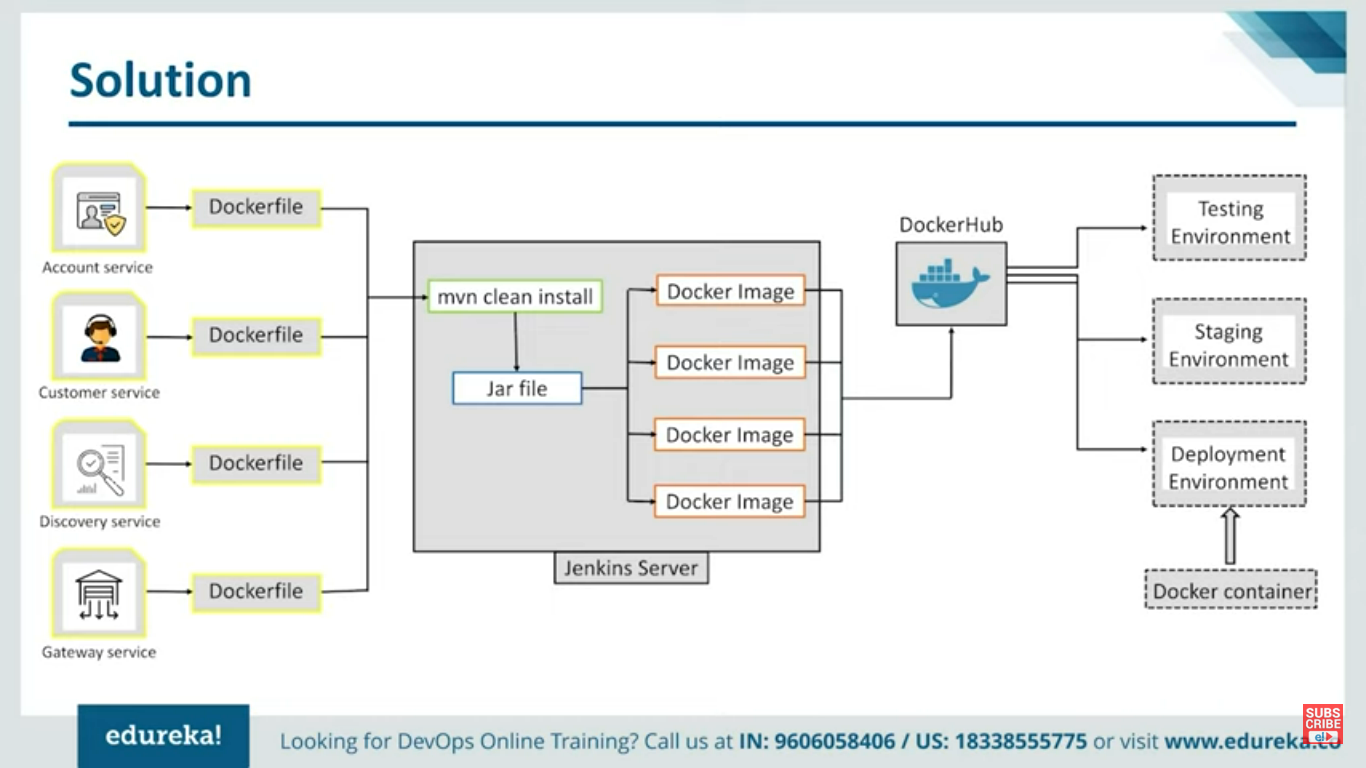 Solution
Account service
Dockerfile
Customer service
Dockerfile
Discovery service
Dockerfile
Gateway service
Dockerfile
mvn clean install
Jar file
Docker Image
Docker Image
Docker Image
Docker Image
Jenkins Server
DockerHub
Testing
Environment
Staging
Environment
Deployment
Environment
Docker container
edureka!
Looking for DevOps Online Training? Call us at IN: 9606058406 / US: 18338555775 or visit www.edureka.co
SUBS
CRIBE
e!